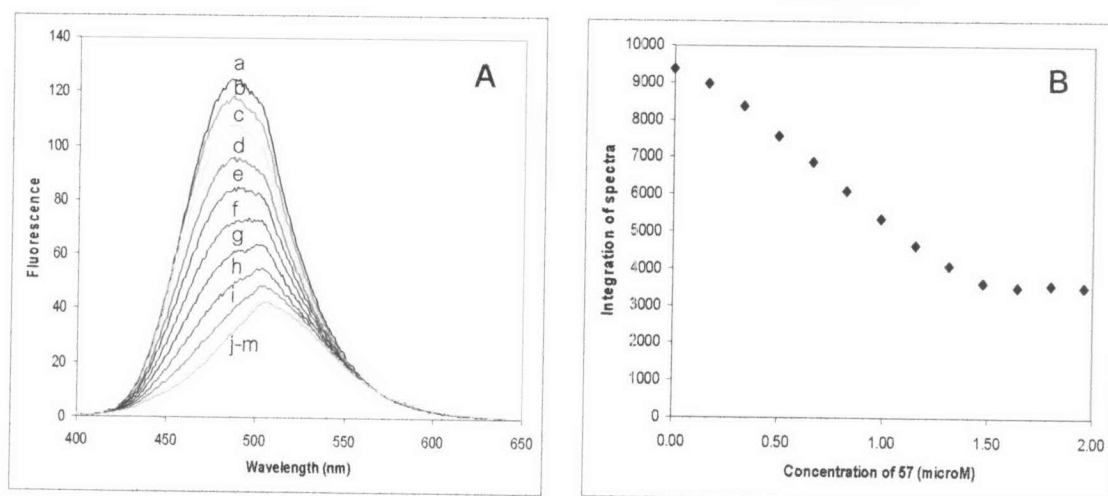 A
140
120
100
80
60
40
20
0
Fluorescence
a
b
c
d
e
f
g
h
i
j-m
400
450
500
550
600
650
Wavelength (nm)
B
10000
9000
8000
7000
6000
5000
4000
3000
2000
1000
0
Integration of spectra
0.00
0.50
1.00
1.50
2.00
Concentration of 57 (microM)